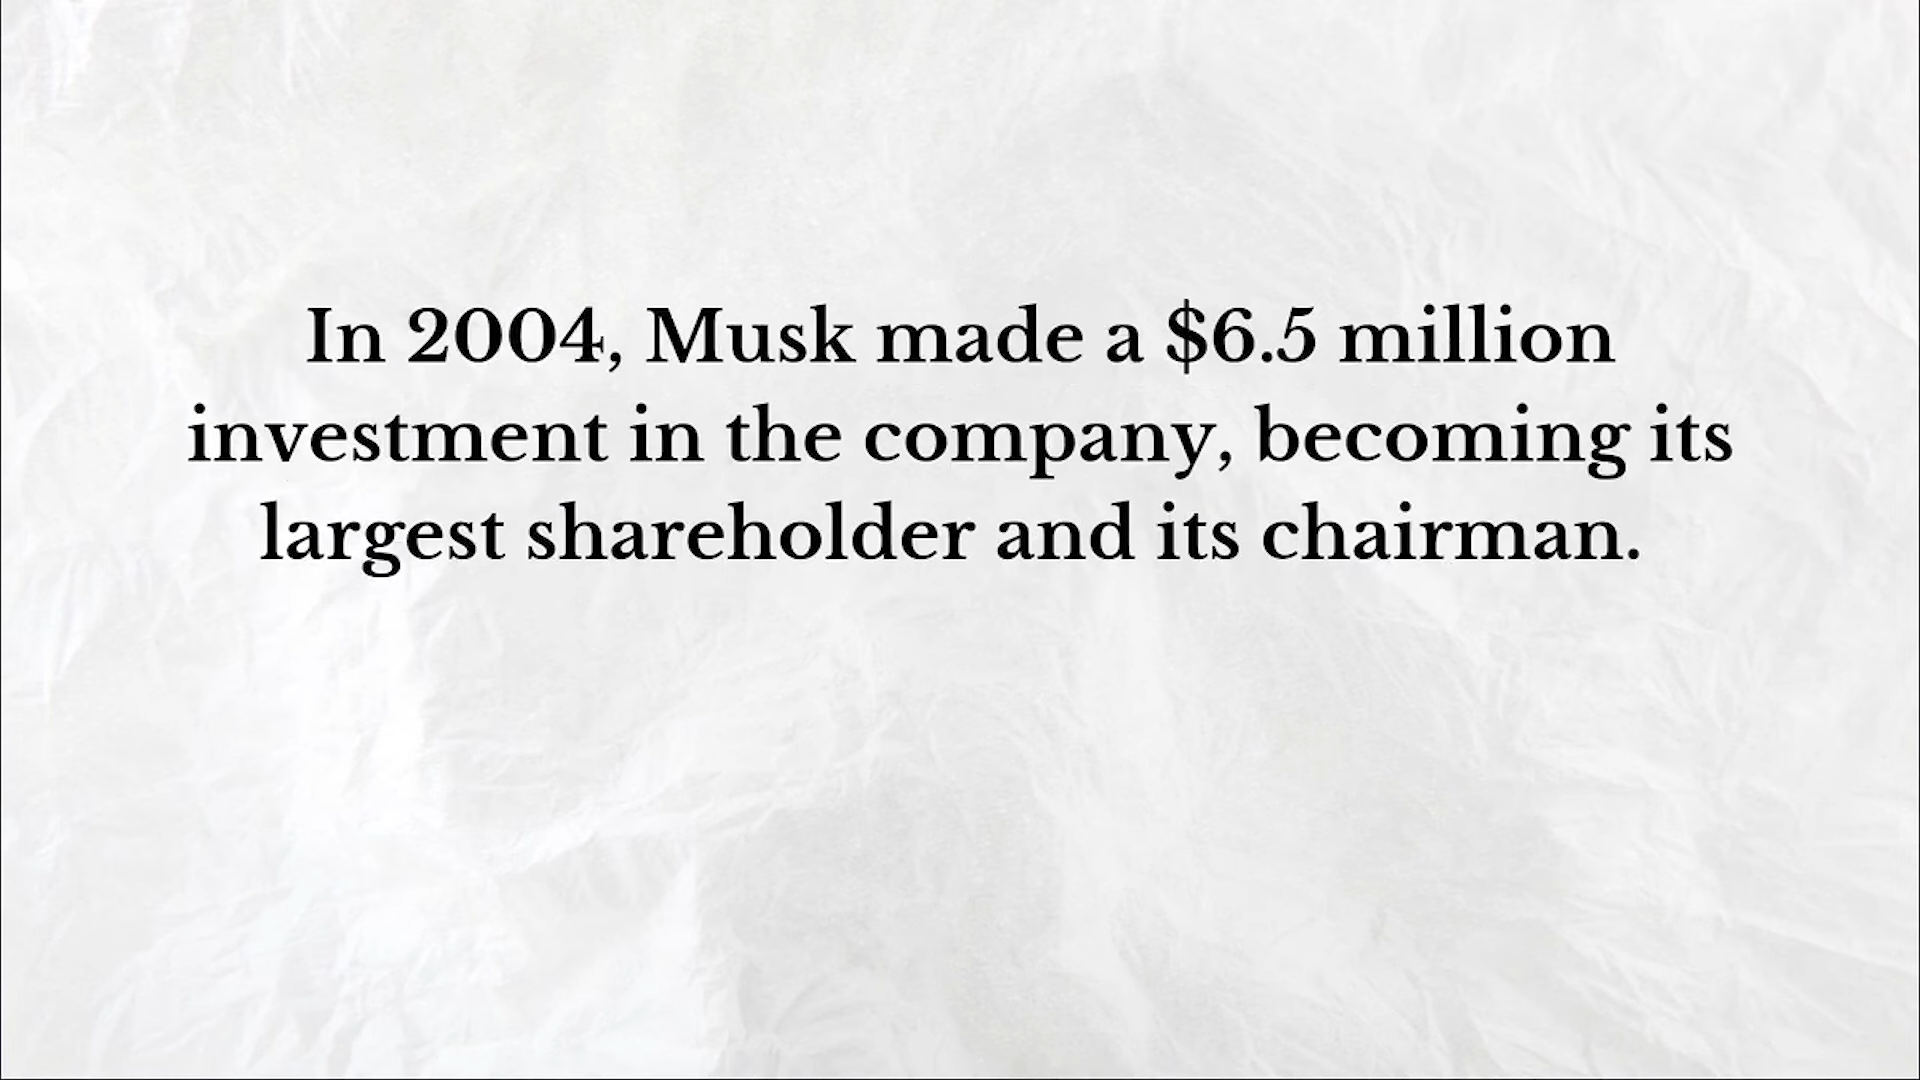 In 2004, Musk made a $6.5 million
investment in the company, becoming its
largest shareholder and its chairman.